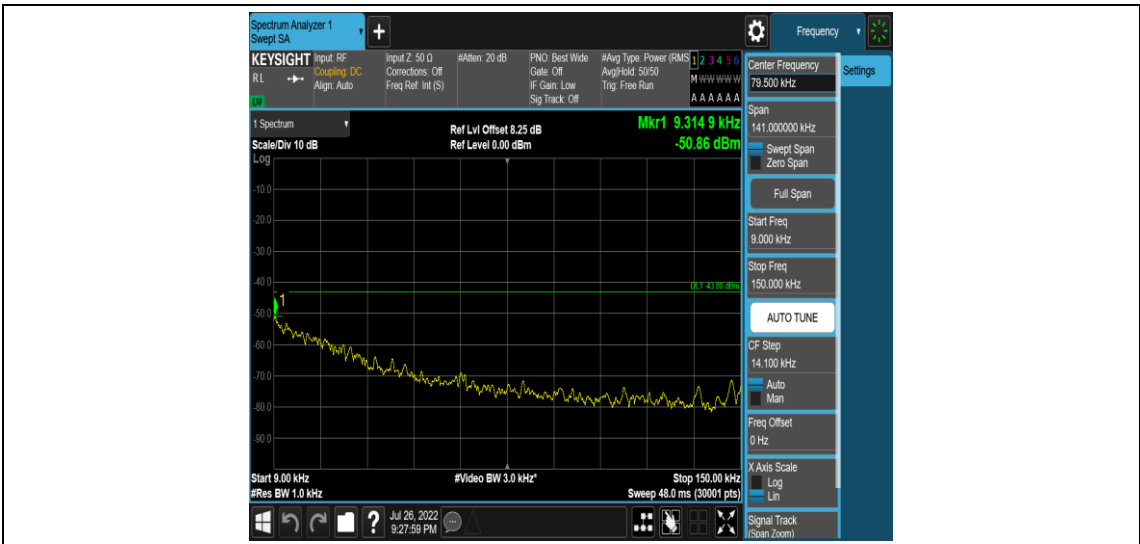 Spectrum Analyzer 1
Swept SA
+
Frequency
KEYSIGHT
RL
LXI
Input: RF
Coupling: DC
Align: Auto
Input Z: 50 Ω
Corrections: Off
Freq Ref: Int (S)
#Atten: 20 dB
PNO: Best Wide
Gate: Off
IF Gain: Low
Sig Track: Off
#Avg Type: Power (RMS
Avg|Hold: 50/50
Trig: Free Run
1 2 3 4 5 6
M W W W W W
A A A A A A
1 Spectrum
Scale/Div 10 dB
Ref Lvl Offset 8.25 dB
Ref Level 0.00 dBm
Mkr1 9.314 9 kHz
-50.86 dBm
Log
-10.0
-20.0
-30.0
-40.0
-50.0
-60.0
-70.0
-80.0
-90.0
DL1 -43.00 dBm
1
Start 9.00 kHz
#Res BW 1.0 kHz
#Video BW 3.0 kHz*
Stop 150.00 kHz
Sweep 48.0 ms (30001 pts)
?
Jul 26, 2022
9:27:59 PM
Center Frequency
79.500 kHz
Settings
Span
141.000000 kHz
Swept Span
Zero Span
Full Span
Start Freq
9.000 kHz
Stop Freq
150.000 kHz
AUTO TUNE
CF Step
14.100 kHz
Auto
Man
Freq Offset
0 Hz
X Axis Scale
Log
Lin
Signal Track
(Span Zoom)